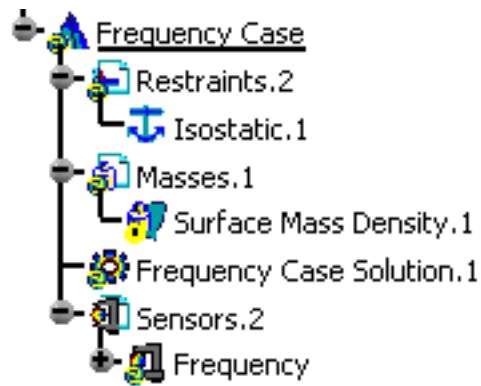 Frequency Case
Restraints.2
Isostatic.1
Masses.1
Surface Mass Density.1
Frequency Case Solution.1
Sensors.2
Frequency